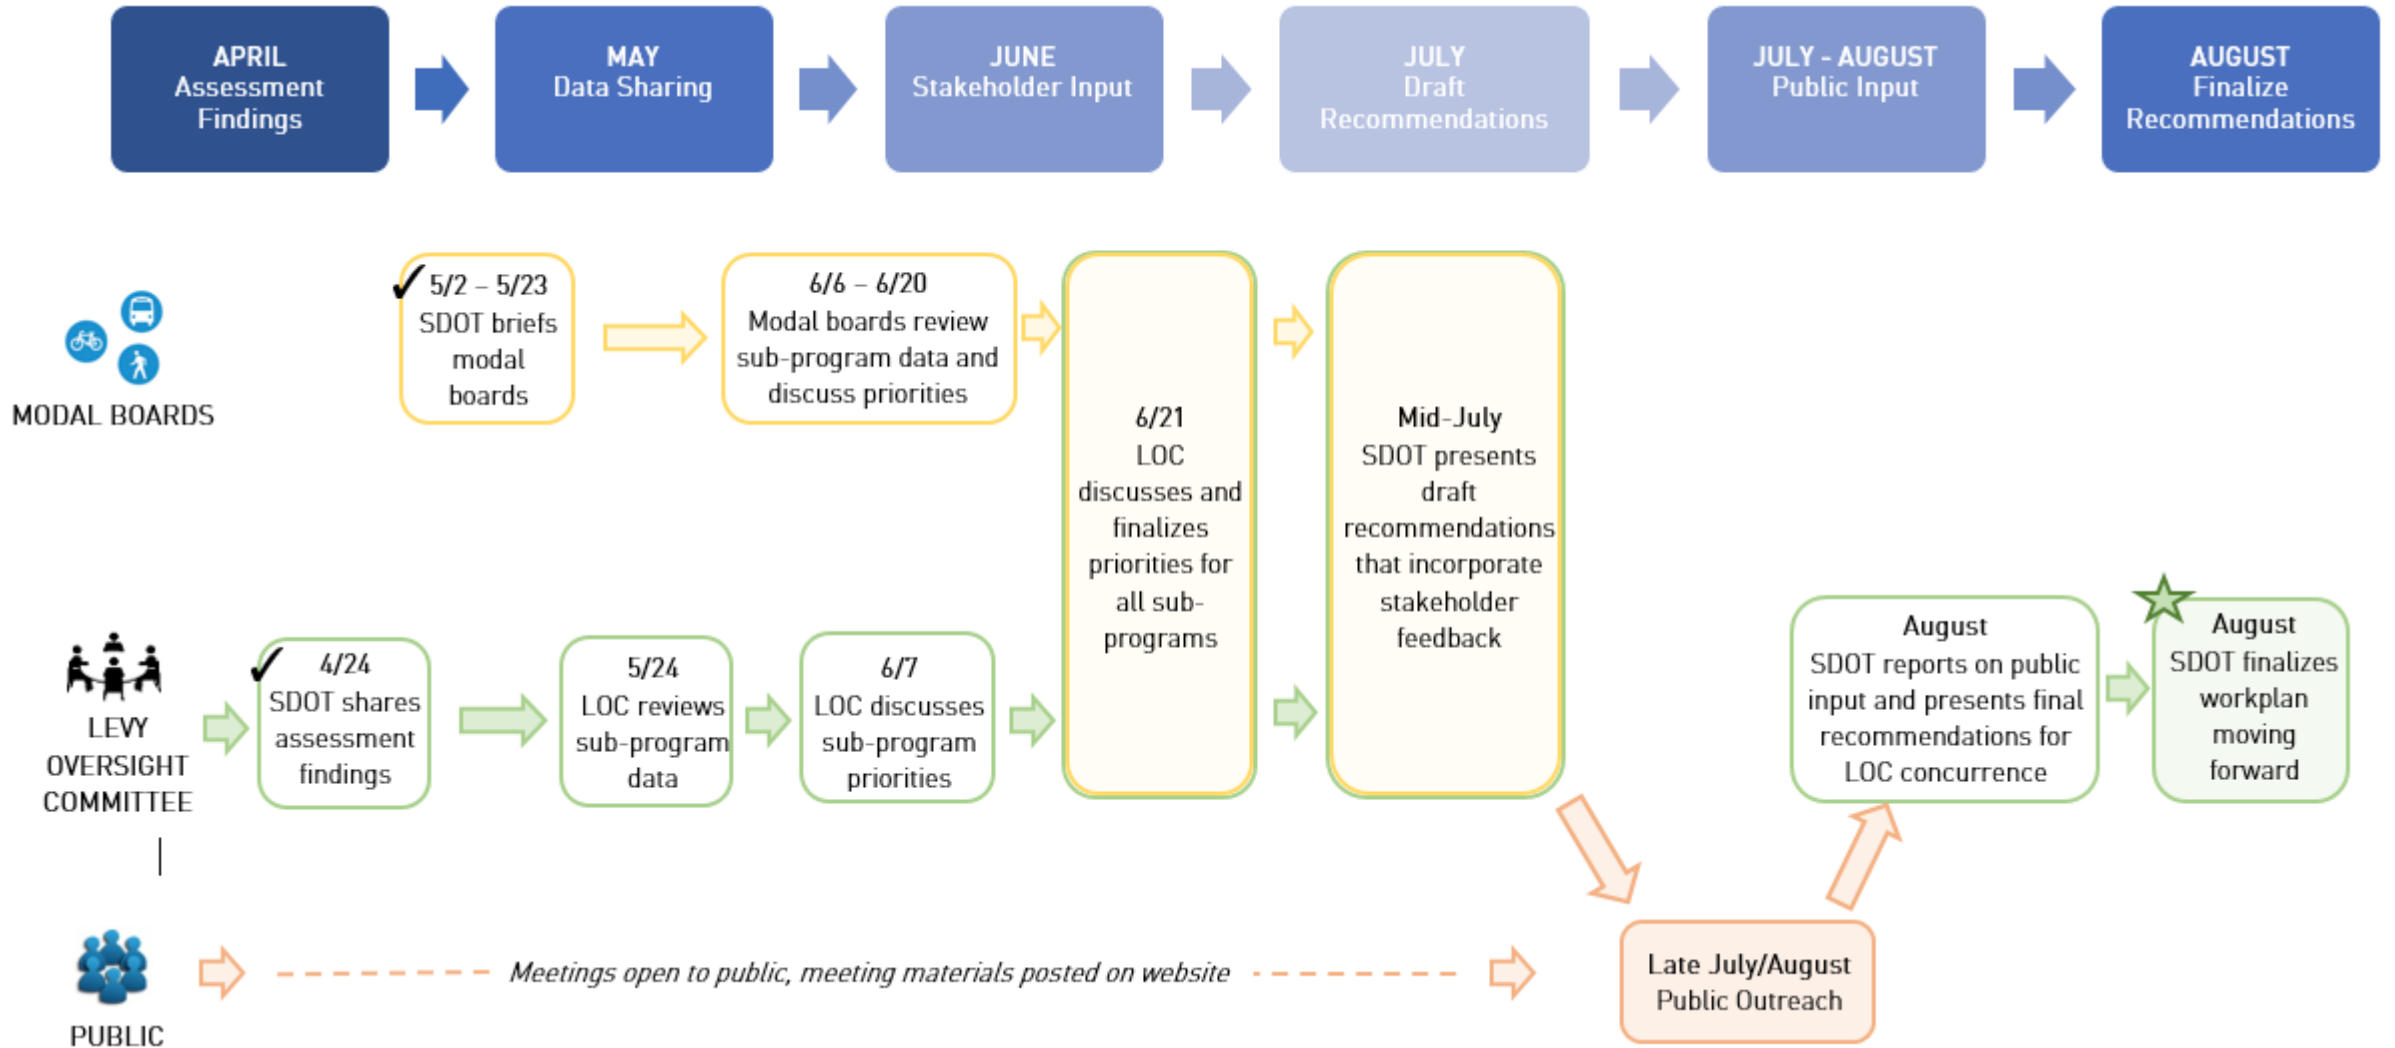 APRIL
Assessment
Findings
MAY
Data Sharing
JUNE
Stakeholder Input
JULY
Draft
Recommendations
JULY - AUGUST
Public Input
AUGUST
Finalize
Recommendations
MODAL BOARDS
5/2 – 5/23
SDOT briefs
modal
boards
6/6 – 6/20
Modal boards review
sub-program data and
discuss priorities
6/21
LOC
discusses and
finalizes
priorities for
all sub-
programs
Mid-July
SDOT presents
draft
recommendations
that incorporate
stakeholder
feedback
LEVY
OVERSIGHT
COMMITTEE
4/24
SDOT shares
assessment
findings
5/24
LOC reviews
sub-program
data
6/7
LOC discusses
sub-program
priorities
August
SDOT reports on public
input and presents final
recommendations for
LOC concurrence
August
SDOT finalizes
workplan
moving
forward
PUBLIC
Meetings open to public, meeting materials posted on website
Late July/August
Public Outreach